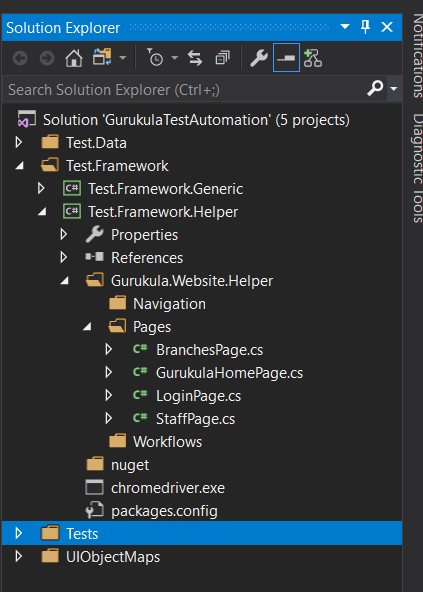 Solution Explorer
Search Solution Explorer (Ctrl+;)
Solution 'GurukulaTestAutomation' (5 projects)
Test.Data
Test.Framework
C# Test.Framework.Generic
C# Test.Framework.Helper
Properties
References
Gurukula.Website.Helper
Navigation
Pages
C# BranchesPage.cs
C# GurukulaHomePage.cs
C# LoginPage.cs
C# StaffPage.cs
Workflows
nuget
chromedriver.exe
packages.config
Tests
UIObjectMaps
Notifications
Diagnostic Tools